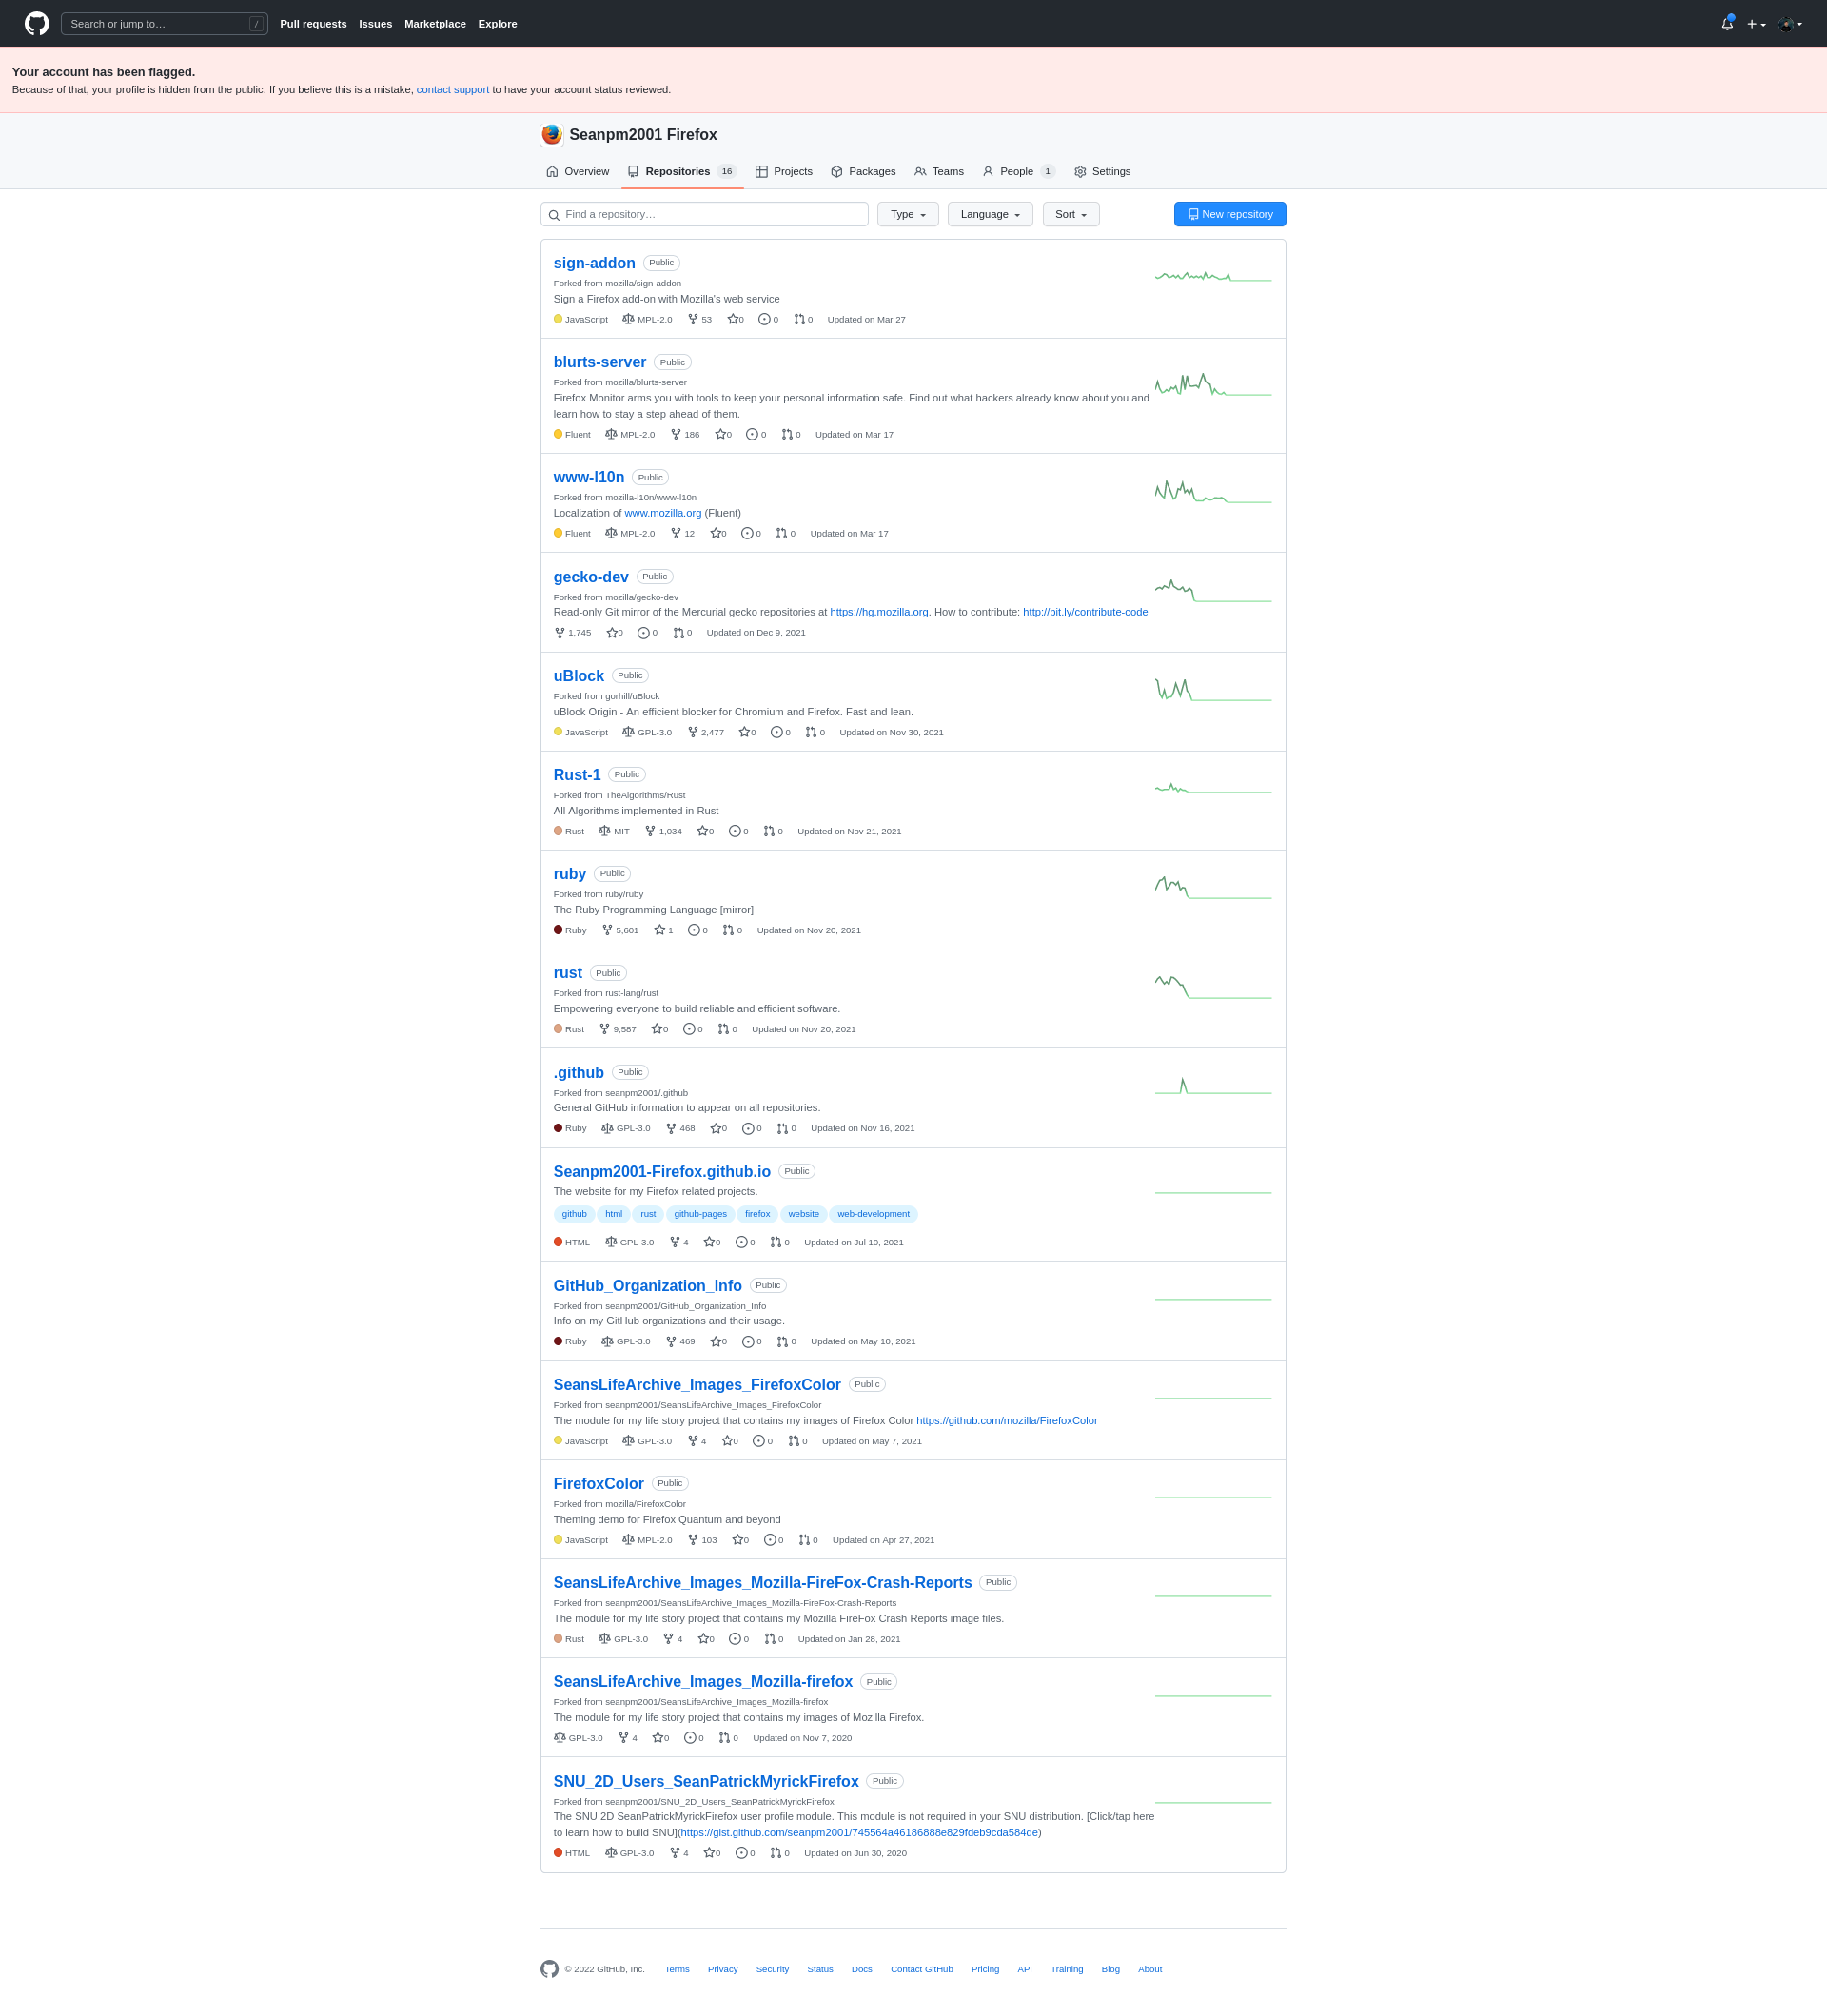 Search or jump to… /
Pull requests Issues Marketplace Explore
Your account has been flagged.
Because of that, your profile is hidden from the public. If you believe this is a mistake, contact support to have your account status reviewed.
Seanpm2001 Firefox
Overview Repositories 16 Projects Packages Teams People 1 Settings
Find a repository… Type Language Sort New repository
sign-addon Public
Forked from mozilla/sign-addon
Sign a Firefox add-on with Mozilla's web service
JavaScript MPL-2.0 53 0 0 0 Updated on Mar 27
blurts-server Public
Forked from mozilla/blurts-server
Firefox Monitor arms you with tools to keep your personal information safe. Find out what hackers already know about you and
learn how to stay a step ahead of them.
Fluent MPL-2.0 186 0 0 0 Updated on Mar 17
www-l10n Public
Forked from mozilla-l10n/www-l10n
Localization of www.mozilla.org (Fluent)
Fluent MPL-2.0 12 0 0 0 Updated on Mar 17
gecko-dev Public
Forked from mozilla/gecko-dev
Read-only Git mirror of the Mercurial gecko repositories at https://hg.mozilla.org. How to contribute: http://bit.ly/contribute-code
1,745 0 0 0 Updated on Dec 9, 2021
uBlock Public
Forked from gorhill/uBlock
uBlock Origin - An efficient blocker for Chromium and Firefox. Fast and lean.
JavaScript GPL-3.0 2,477 0 0 0 Updated on Nov 30, 2021
Rust-1 Public
Forked from TheAlgorithms/Rust
All Algorithms implemented in Rust
Rust MIT 1,034 0 0 0 Updated on Nov 21, 2021
ruby Public
Forked from ruby/ruby
The Ruby Programming Language [mirror]
Ruby 5,601 1 0 0 Updated on Nov 20, 2021
rust Public
Forked from rust-lang/rust
Empowering everyone to build reliable and efficient software.
Rust 9,587 0 0 0 Updated on Nov 20, 2021
.github Public
Forked from seanpm2001/.github
General GitHub information to appear on all repositories.
Ruby GPL-3.0 468 0 0 0 Updated on Nov 16, 2021
Seanpm2001-Firefox.github.io Public
The website for my Firefox related projects.
github html rust github-pages firefox website web-development
HTML GPL-3.0 4 0 0 0 Updated on Jul 10, 2021
GitHub_Organization_Info Public
Forked from seanpm2001/GitHub_Organization_Info
Info on my GitHub organizations and their usage.
Ruby GPL-3.0 469 0 0 0 Updated on May 10, 2021
SeansLifeArchive_Images_FirefoxColor Public
Forked from seanpm2001/SeansLifeArchive_Images_FirefoxColor
The module for my life story project that contains my images of Firefox Color https://github.com/mozilla/FirefoxColor
JavaScript GPL-3.0 4 0 0 0 Updated on May 7, 2021
FirefoxColor Public
Forked from mozilla/FirefoxColor
Theming demo for Firefox Quantum and beyond
JavaScript MPL-2.0 103 0 0 0 Updated on Apr 27, 2021
SeansLifeArchive_Images_Mozilla-FireFox-Crash-Reports Public
Forked from seanpm2001/SeansLifeArchive_Images_Mozilla-FireFox-Crash-Reports
The module for my life story project that contains my Mozilla FireFox Crash Reports image files.
Rust GPL-3.0 4 0 0 0 Updated on Jan 28, 2021
SeansLifeArchive_Images_Mozilla-firefox Public
Forked from seanpm2001/SeansLifeArchive_Images_Mozilla-firefox
The module for my life story project that contains my images of Mozilla Firefox.
GPL-3.0 4 0 0 0 Updated on Nov 7, 2020
SNU_2D_Users_SeanPatrickMyrickFirefox Public
Forked from seanpm2001/SNU_2D_Users_SeanPatrickMyrickFirefox
The SNU 2D SeanPatrickMyrickFirefox user profile module. This module is not required in your SNU distribution. [Click/tap here
to learn how to build SNU](https://gist.github.com/seanpm2001/745564a46186888e829fdeb9cda584de)
HTML GPL-3.0 4 0 0 0 Updated on Jun 30, 2020
© 2022 GitHub, Inc. Terms Privacy Security Status Docs Contact GitHub Pricing API Training Blog About